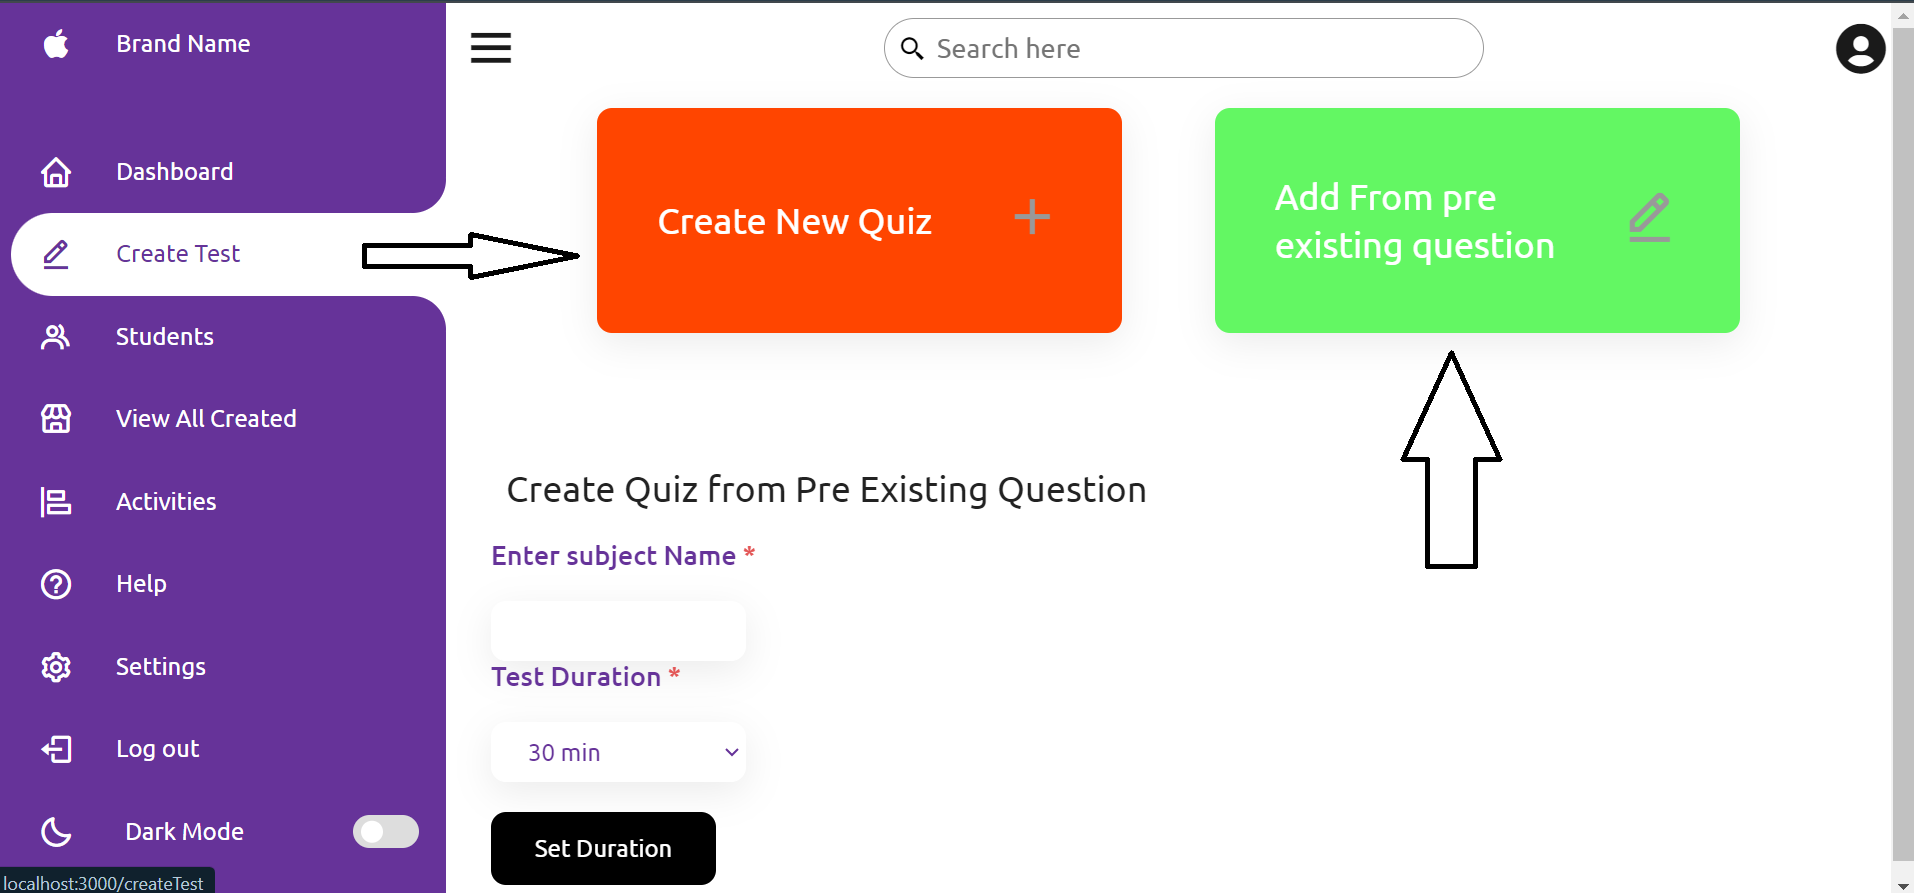 Brand Name
Search here
Dashboard
Create Test
Students
View All Created
Activities
Help
Settings
Log out
Dark Mode
Create New Quiz
Add From pre
existing question
Create Quiz from Pre Existing Question
Enter subject Name *
Test Duration *
30 min
Set Duration
localhost:3000/createTest